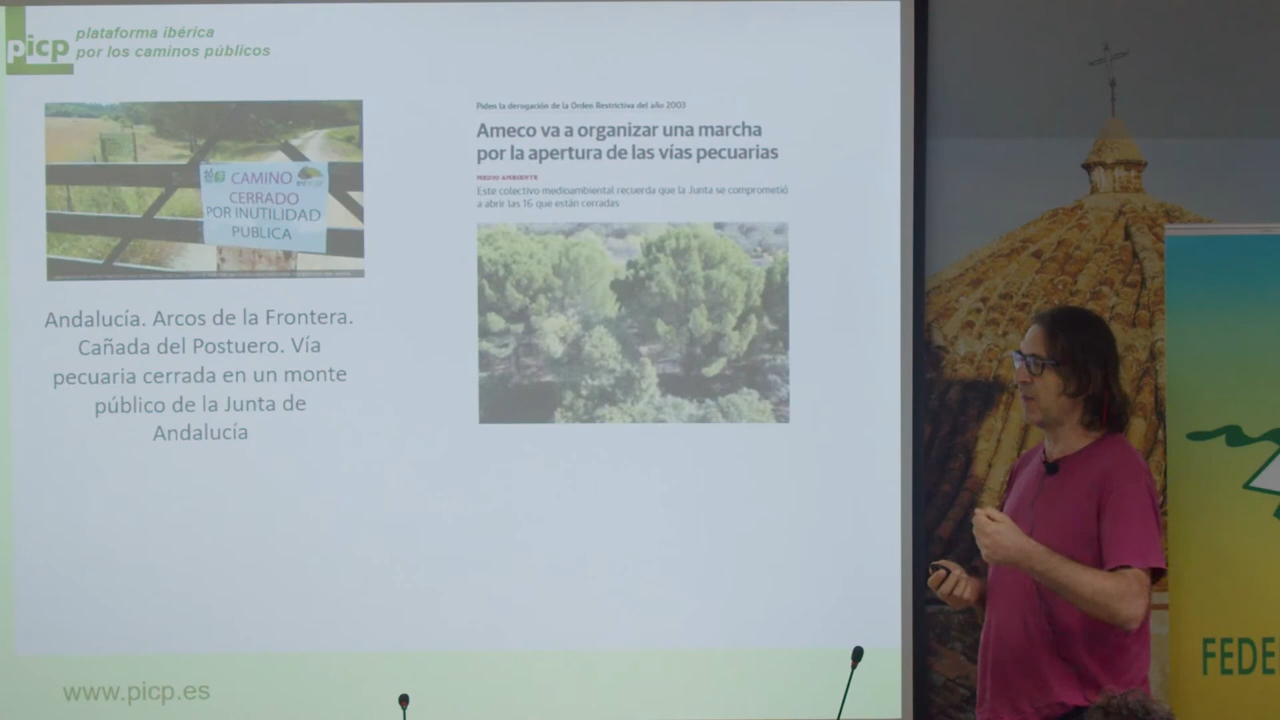 picp
plataforma ibérica
por los caminos públicos
CAMINO
CERRADO
POR INUTILIDAD
PUBLICA
Andalucía. Arcos de la Frontera.
Cañada del Postuero. Vía
pecuaria cerrada en un monte
público de la Junta de
Andalucía
Piden la derogación de la Orden Restrictiva del año 2003
Ameco va a organizar una marcha
por la apertura de las vías pecuarias
MEDIO AMBIENTE
Este colectivo medioambiental recuerda que la Junta se comprometió
a abrir las 16 que están cerradas
www.picp.es
FEDE